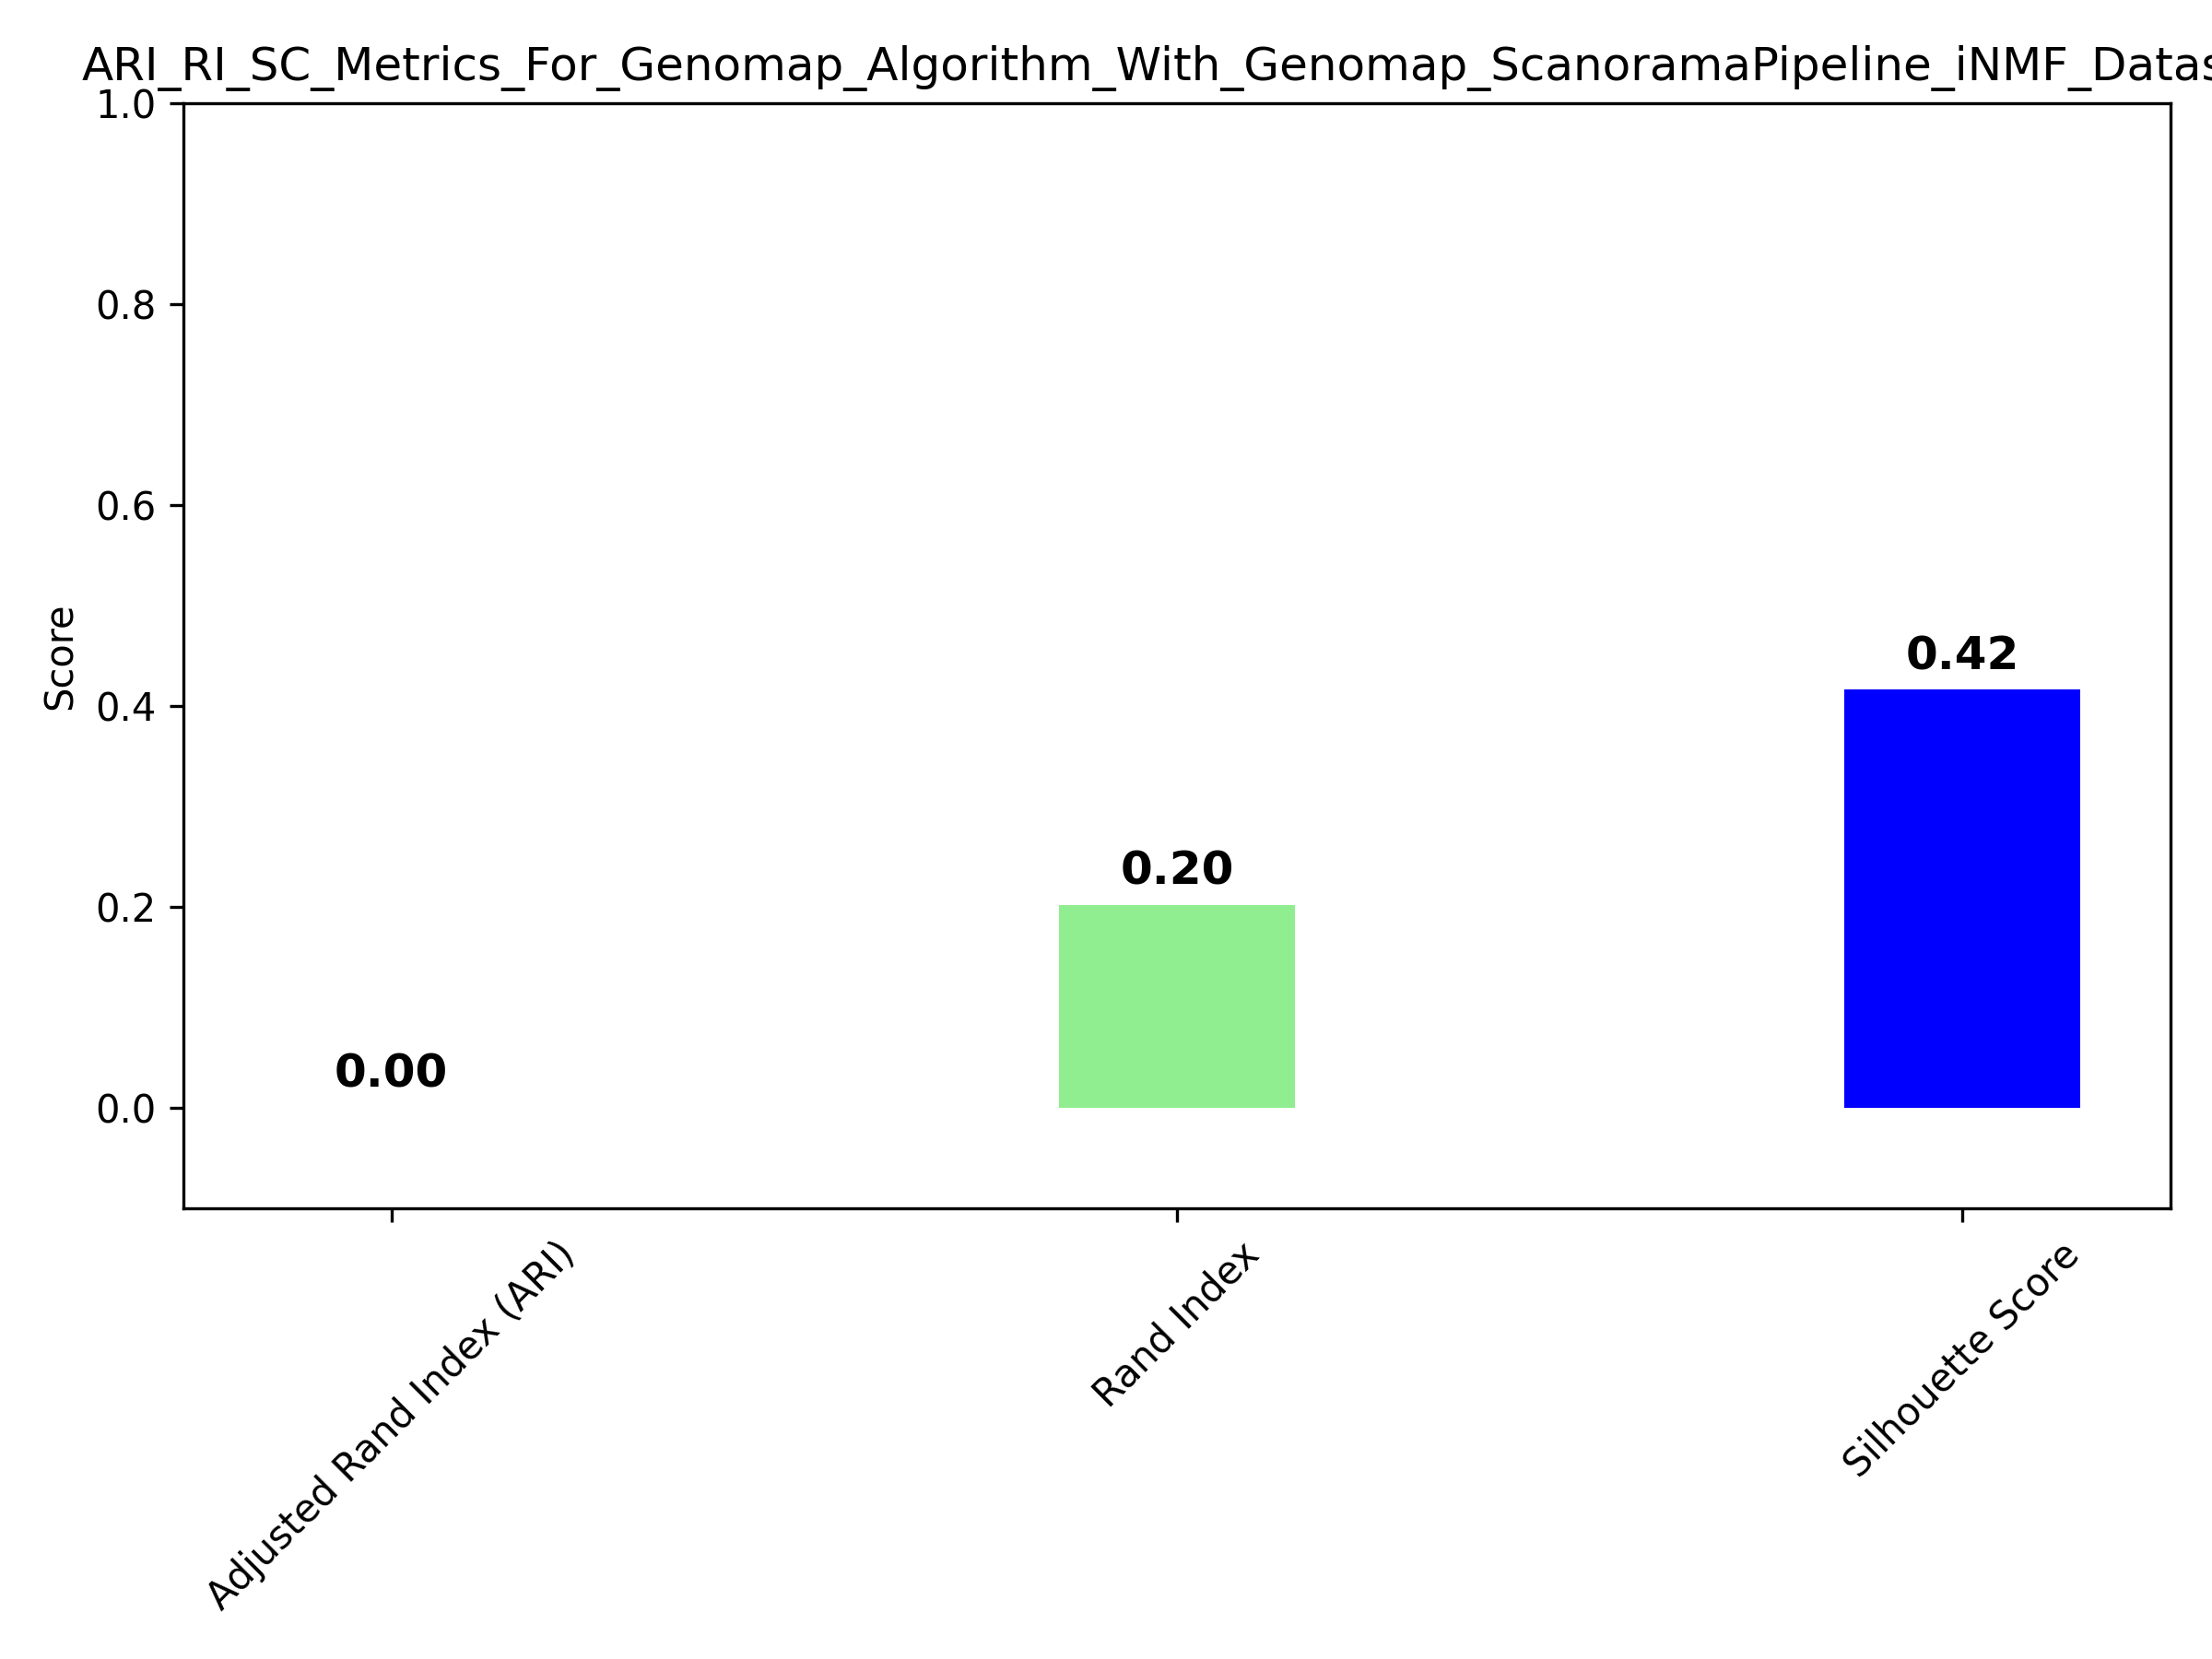 ARI_RI_SC_Metrics_For_Genomap_Algorithm_With_Genomap_ScanoramaPipeline_iNMF_Datas
1.0
0.8
0.6
0.4
0.2
0.0
Score
0.00
0.20
0.42
Adjusted Rand Index (ARI)
Rand Index
Silhouette Score